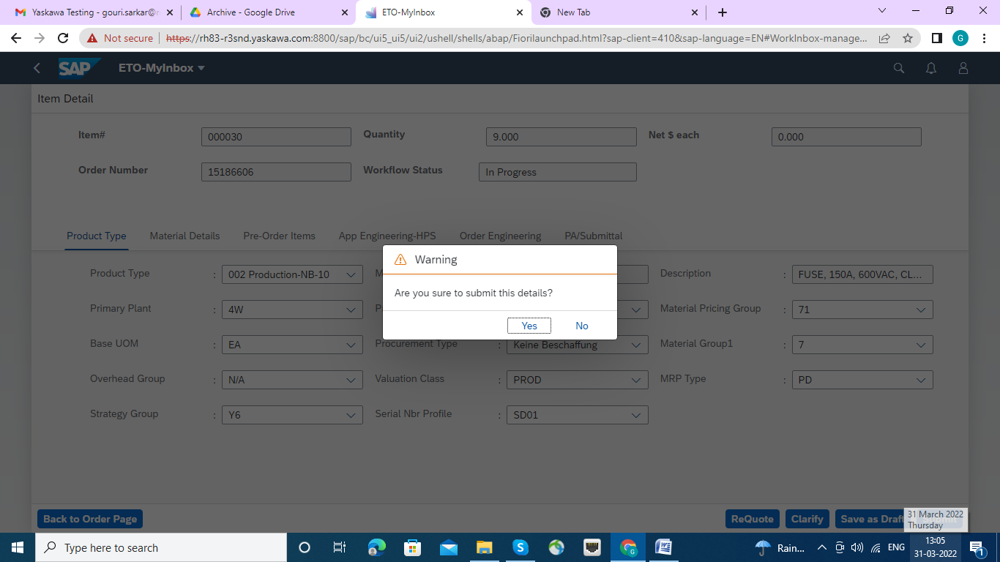 Yaskawa Testing - gouri.sarkar@
Archive - Google Drive
ETO-MyInbox
New Tab
Not secure
https://rh83-r3snd.yaskawa.com:8800/sap/bc/ui5_ui5/ui2/ushell/shells/abap/Fiorilaunchpad.html?sap-client=410&sap-language=EN#WorkInbox-manage...
G
SAP
ETO-MyInbox
Item Detail
Item# 000030 Quantity 9.000 Net $ each 0.000
Order Number 15186606 Workflow Status In Progress
Product Type Material Details Pre-Order Items App Engineering-HPS Order Engineering PA/Submittal
Warning
Are you sure to submit this details?
Yes No
Product Type : 002 Production-NB-10 Description : FUSE, 150A, 600VAC, CL...
Primary Plant : 4W Material Pricing Group : 71
Base UOM : EA Procurement Type : Keine Beschaffung Material Group1 : 7
Overhead Group : N/A Valuation Class : PROD MRP Type : PD
Strategy Group : Y6 Serial Nbr Profile : SD01
Back to Order Page ReQuote Clarify Save as Draft
31 March 2022
Thursday
Type here to search
Rain...
ENG
13:05
31-03-2022
1